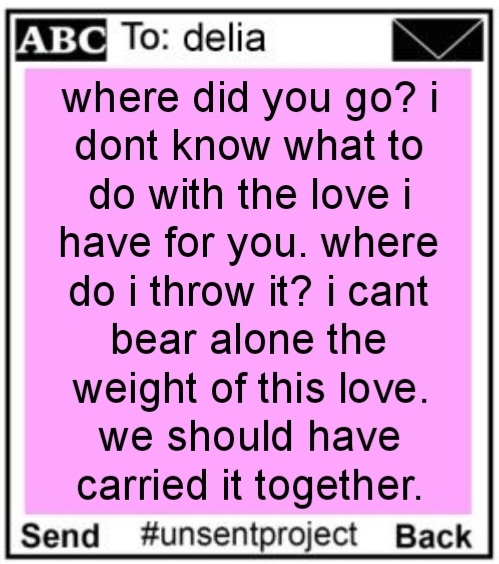 ABC To: delia
where did you go? i
dont know what to
do with the love i
have for you. where
do i throw it? i cant
bear alone the
weight of this love.
we should have
carried it together.
Send #unsentproject Back